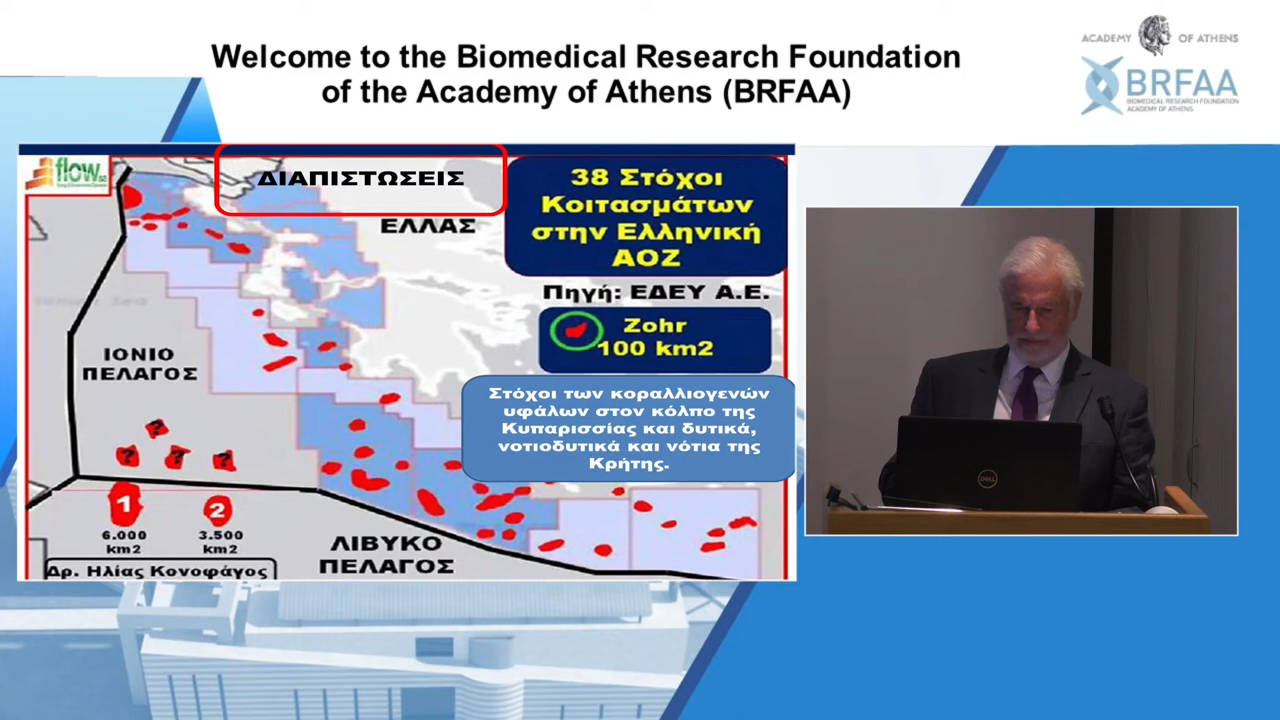 Welcome to the Biomedical Research Foundation
of the Academy of Athens (BRFAA)
ACADEMY OF ATHENS
BRFAA
BIOMEDICAL RESEARCH FOUNDATION
ACADEMY OF ATHENS
flow
ΔΙΑΠΙΣΤΩΣΕΙΣ
ΕΛΛΑΣ
38 Στόχοι
Κοιτασμάτων
στην Ελληνική
ΑΟΖ
Πηγή: ΕΔΕΥ Α.Ε.
Zohr
100 km2
Στόχοι των κοραλλιογενών
υφάλων στον κόλπο της
Κυπαρισσίας και δυτικά,
νοτιοδυτικά και νότια της
Κρήτης.
ΙΟΝΙΟ
ΠΕΛΑΓΟΣ
?
? ? ?
1 2
6.000 3.500
km2 km2
ΛΙΒΥΚΟ
ΠΕΛΑΓΟΣ
Δρ. Ηλίας Κονοφάγος
DELL